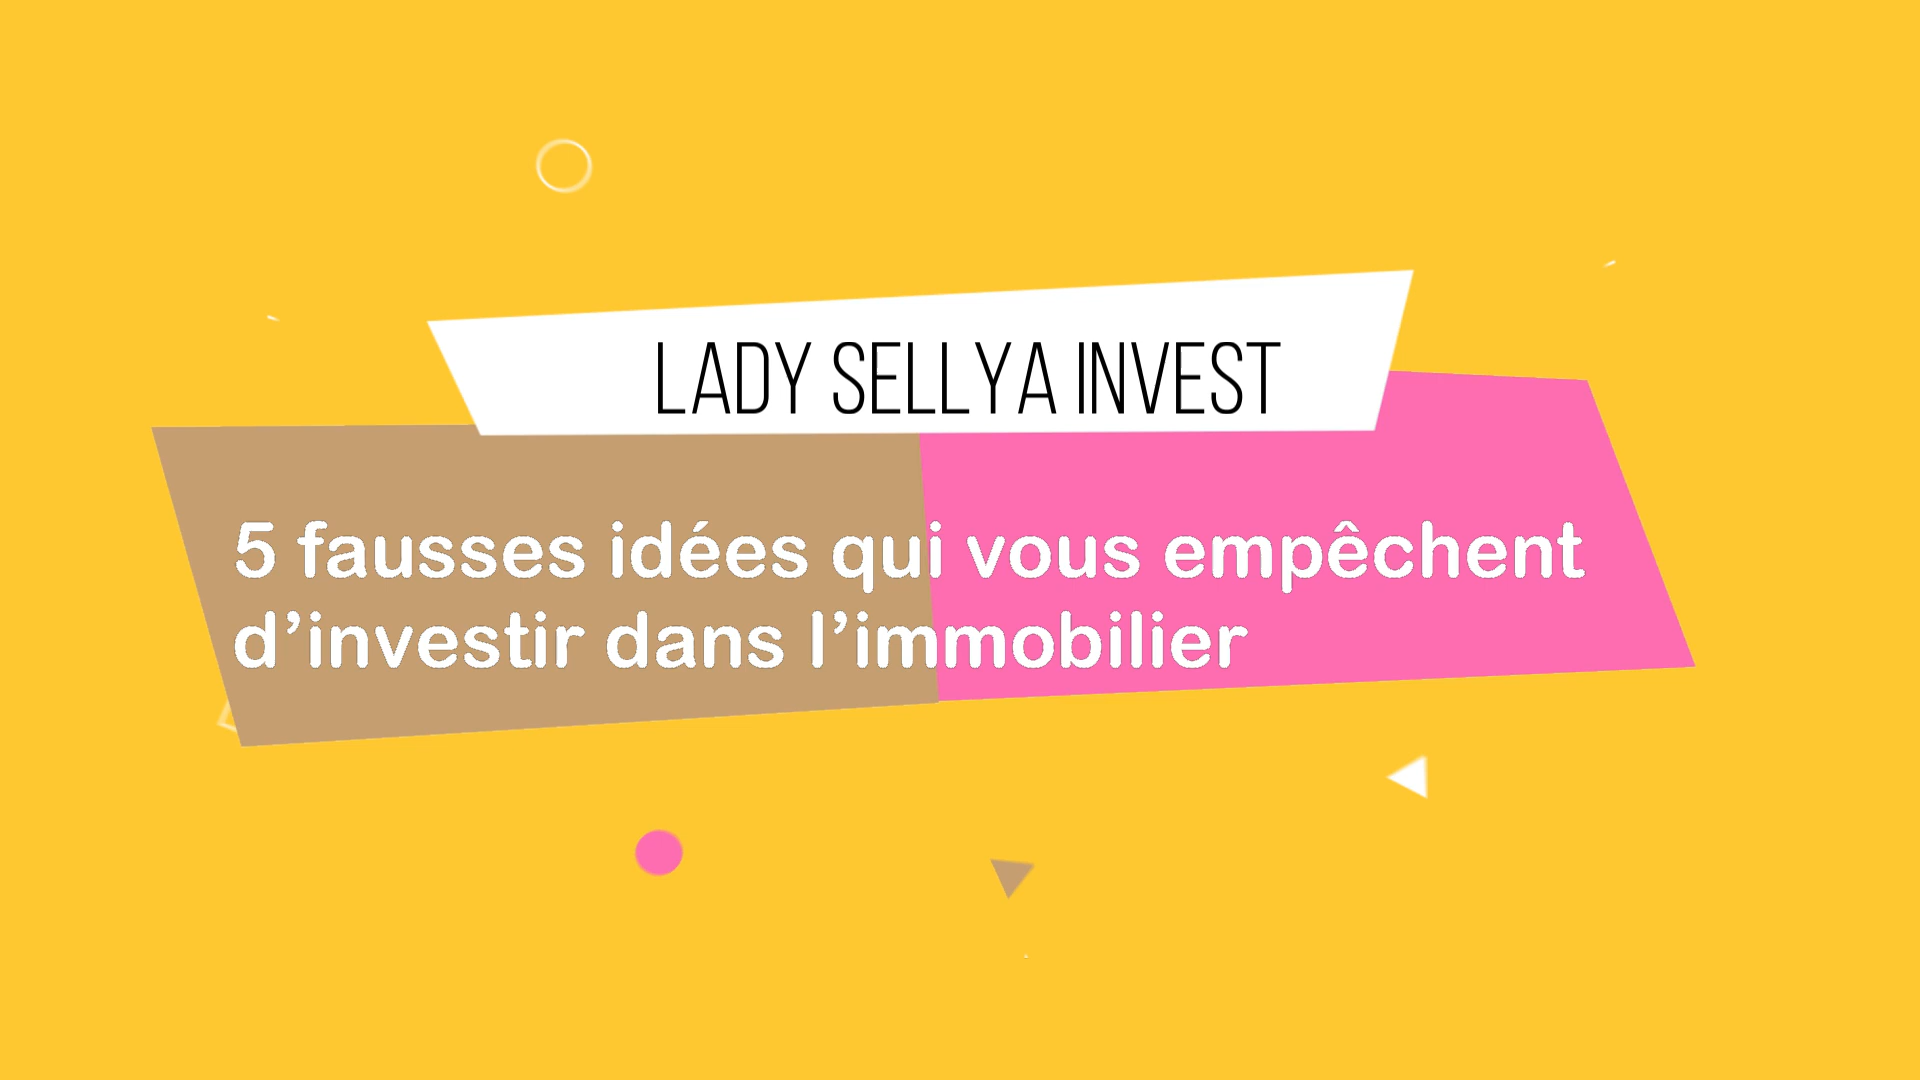 LADY SELLYA INVEST
5 fausses idées qui vous empêchent
d’investir dans l’immobilier